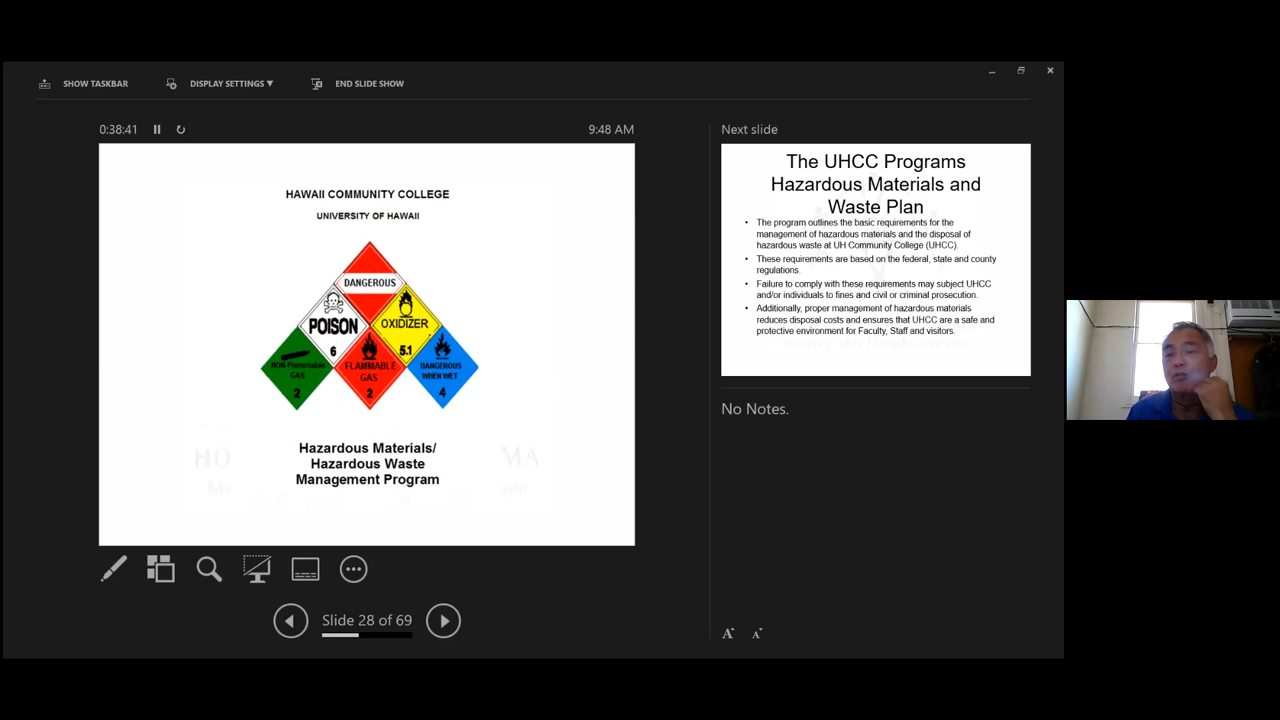 SHOW TASKBAR
DISPLAY SETTINGS ▼
END SLIDE SHOW
0:38:41
9:48 AM
HAWAII COMMUNITY COLLEGE
UNIVERSITY OF HAWAII
DANGEROUS
POISON
6
OXIDIZER
5.1
NON-Flammable
GAS
2
FLAMMABLE
GAS
2
DANGEROUS
WHEN WET
4
Hazardous Materials/
Hazardous Waste
Management Program
Slide 28 of 69
Next slide
The UHCC Programs
Hazardous Materials and
Waste Plan
• The program outlines the basic requirements for the
management of hazardous materials and the disposal of
hazardous waste at UH Community College (UHCC).
• These requirements are based on the federal, state and county
regulations.
• Failure to comply with these requirements may subject UHCC
and/or individuals to fines and civil or criminal prosecution.
• Additionally, proper management of hazardous materials
reduces disposal costs and ensures that UHCC are a safe and
protective environment for Faculty, Staff and visitors.
No Notes.
A A